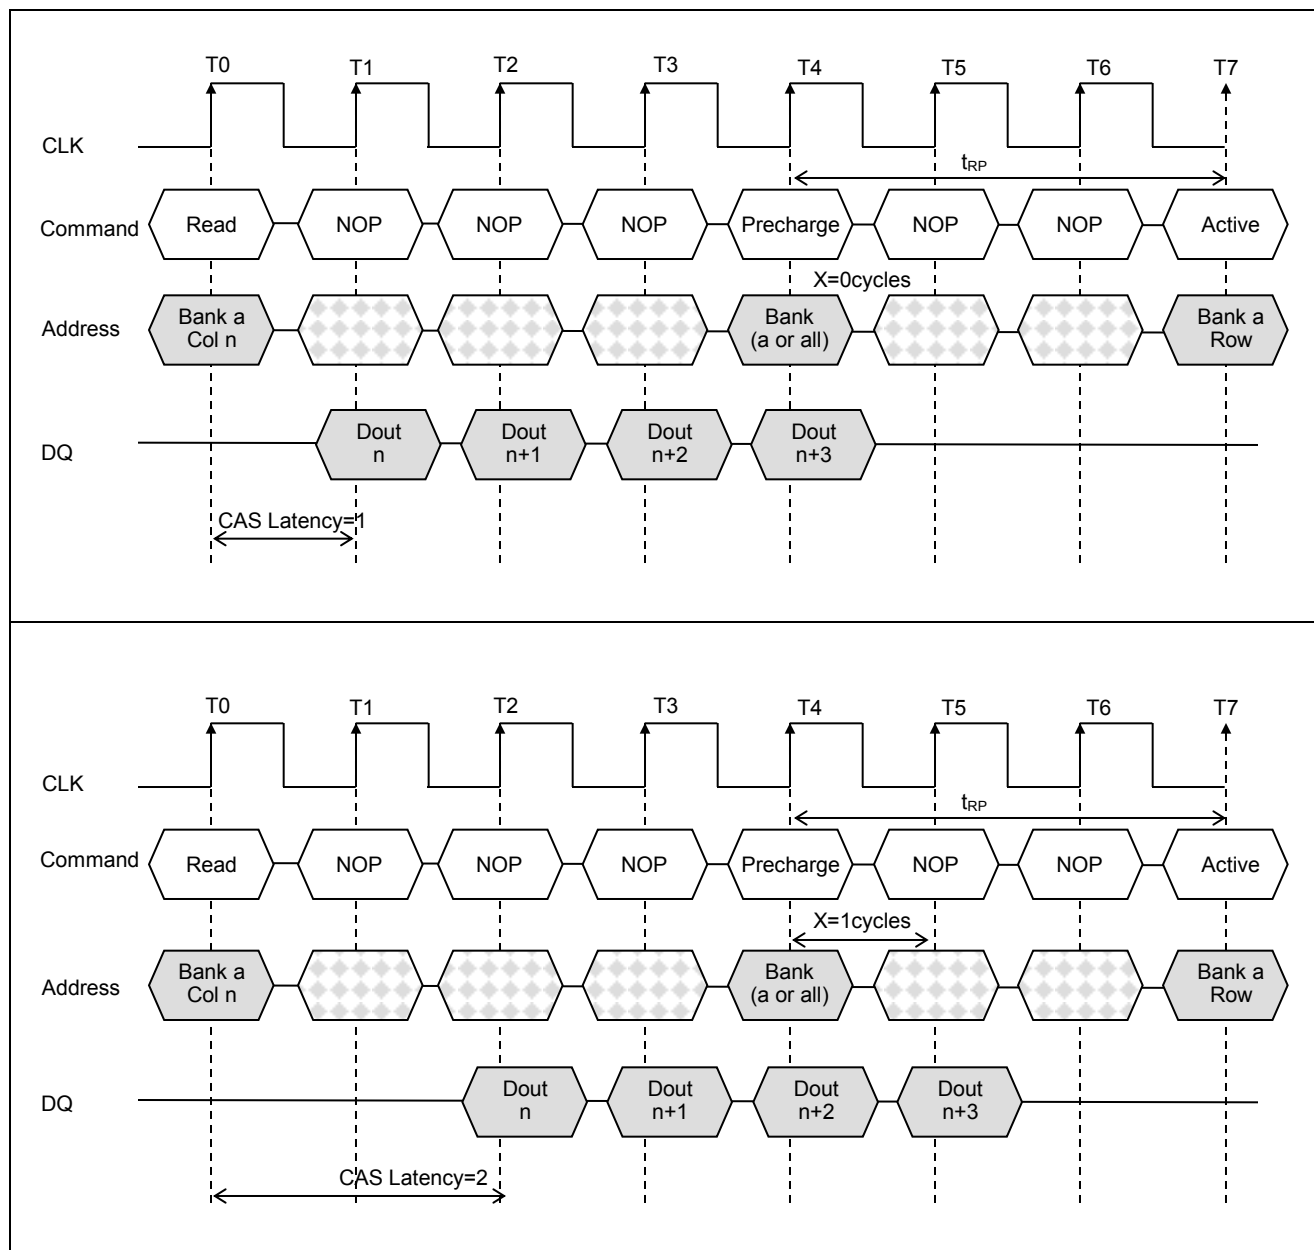 T0 T1 T2 T3 T4 T5 T6 T7
CLK
tRP
Command Read NOP NOP NOP Precharge NOP NOP Active
X=0cycles
Address Bank a Bank Bank a
Col n (a or all) Row
DQ Dout Dout Dout Dout
n n+1 n+2 n+3
CAS Latency=1
T0 T1 T2 T3 T4 T5 T6 T7
CLK
tRP
Command Read NOP NOP NOP Precharge NOP NOP Active
X=1cycles
Address Bank a Bank Bank a
Col n (a or all) Row
DQ Dout Dout Dout Dout
n n+1 n+2 n+3
CAS Latency=2